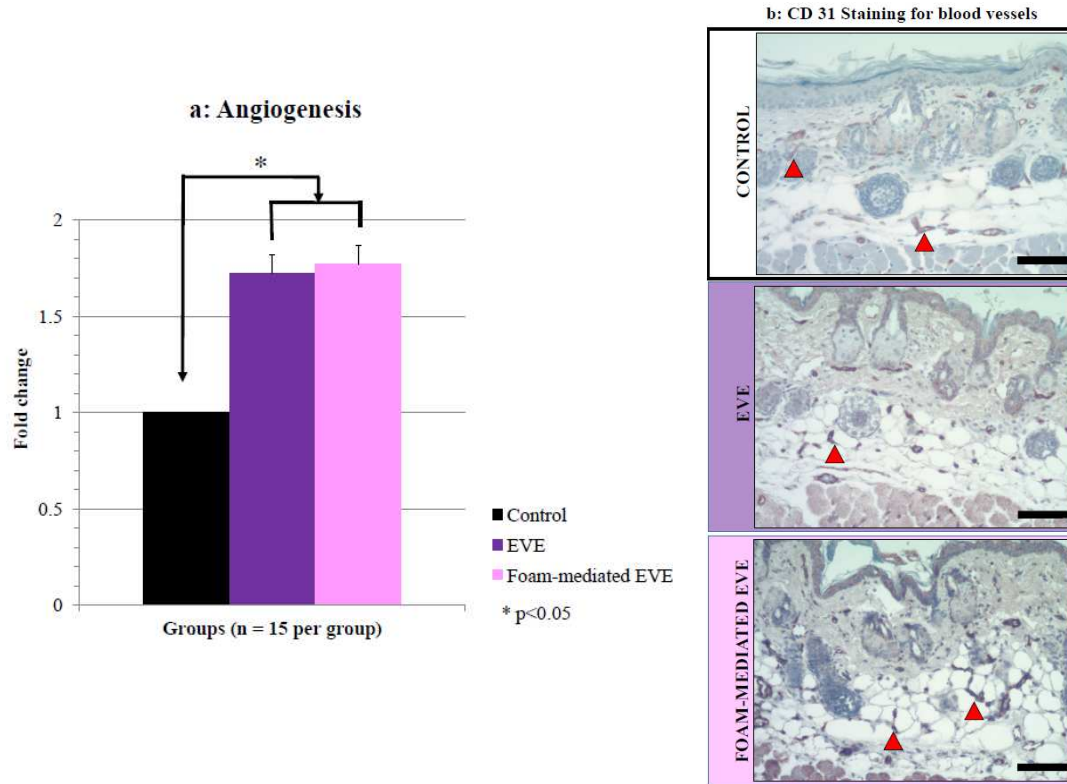 a: Angiogenesis
*
2
1.5
1
0.5
0
Fold change
Groups (n = 15 per group)
Control
EVE
Foam-mediated EVE
* p<0.05
b: CD 31 Staining for blood vessels
CONTROL
EVE
FOAM-MEDIATED EVE